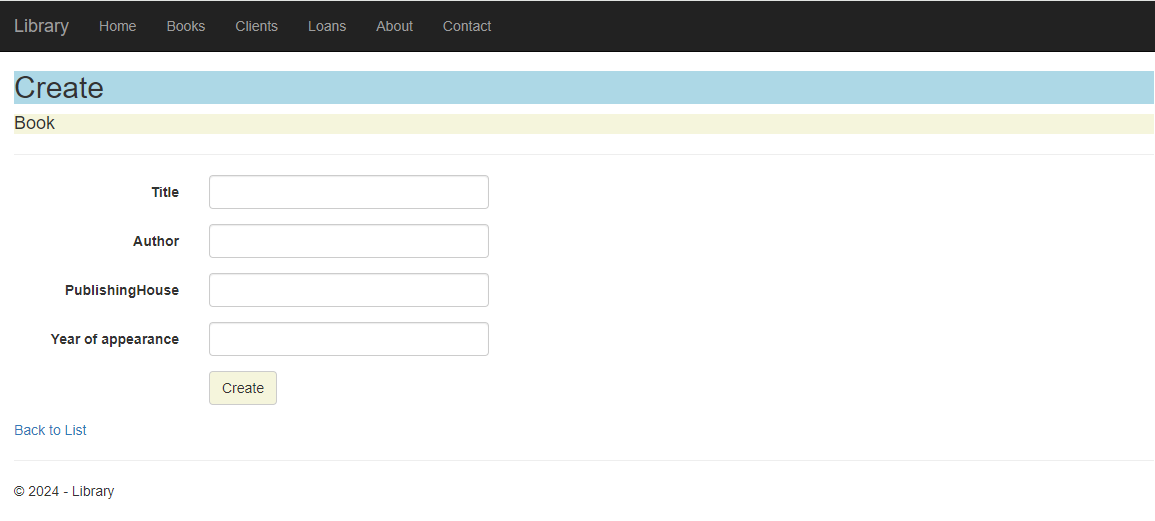 Library Home Books Clients Loans About Contact
Create
Book
Title
Author
PublishingHouse
Year of appearance
Create
Back to List
© 2024 - Library